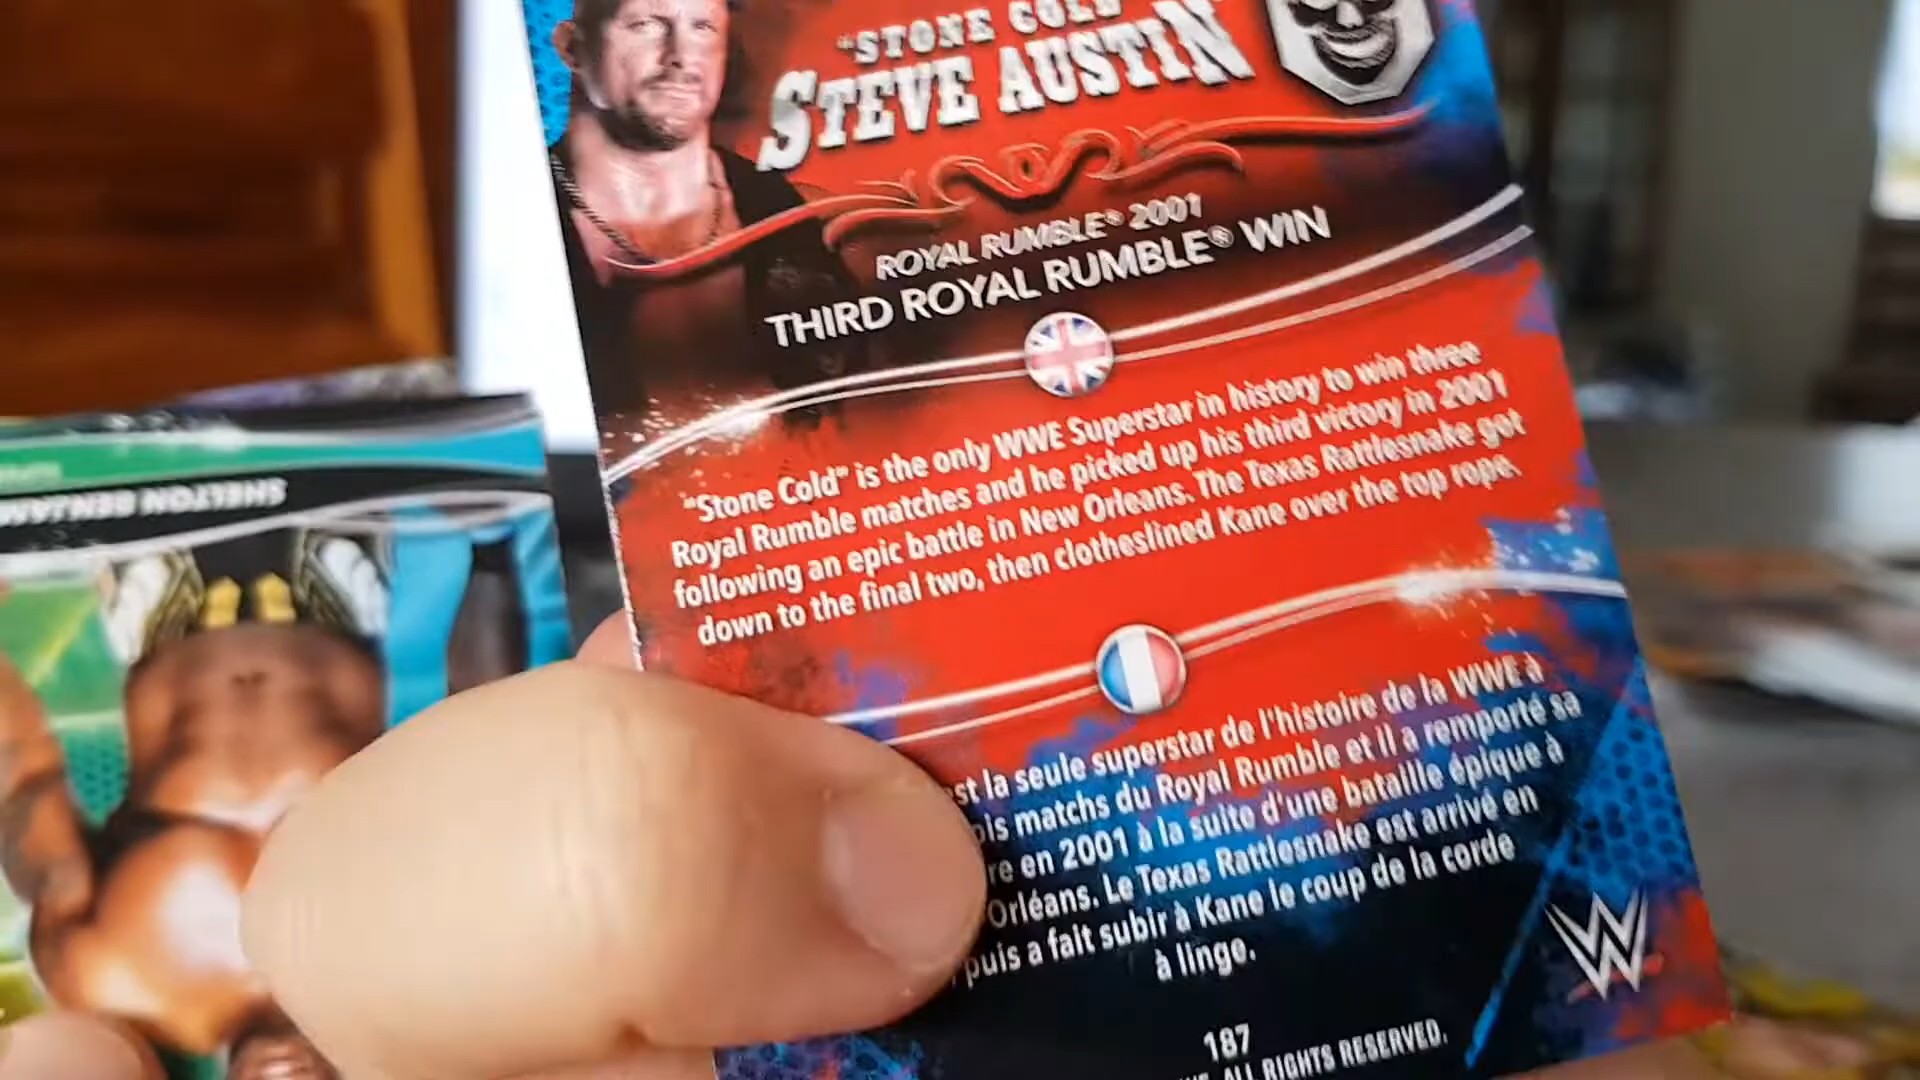 "STONE COLD"
STEVE AUSTIN
ROYAL RUMBLE® 2001
THIRD ROYAL RUMBLE® WIN
"Stone Cold" is the only WWE Superstar in history to win three
Royal Rumble matches and he picked up his third victory in 2001
following an epic battle in New Orleans. The Texas Rattlesnake got
down to the final two, then clotheslined Kane over the top rope.
st la seule superstar de l'histoire de la WWE à
ois matchs du Royal Rumble et il a remporté sa
re en 2001 à la suite d'une bataille épique à
Orléans. Le Texas Rattlesnake est arrivé en
, puis a fait subir à Kane le coup de la corde
à linge.
W
187
ALL RIGHTS RESERVED.
SHELTON BENJAM